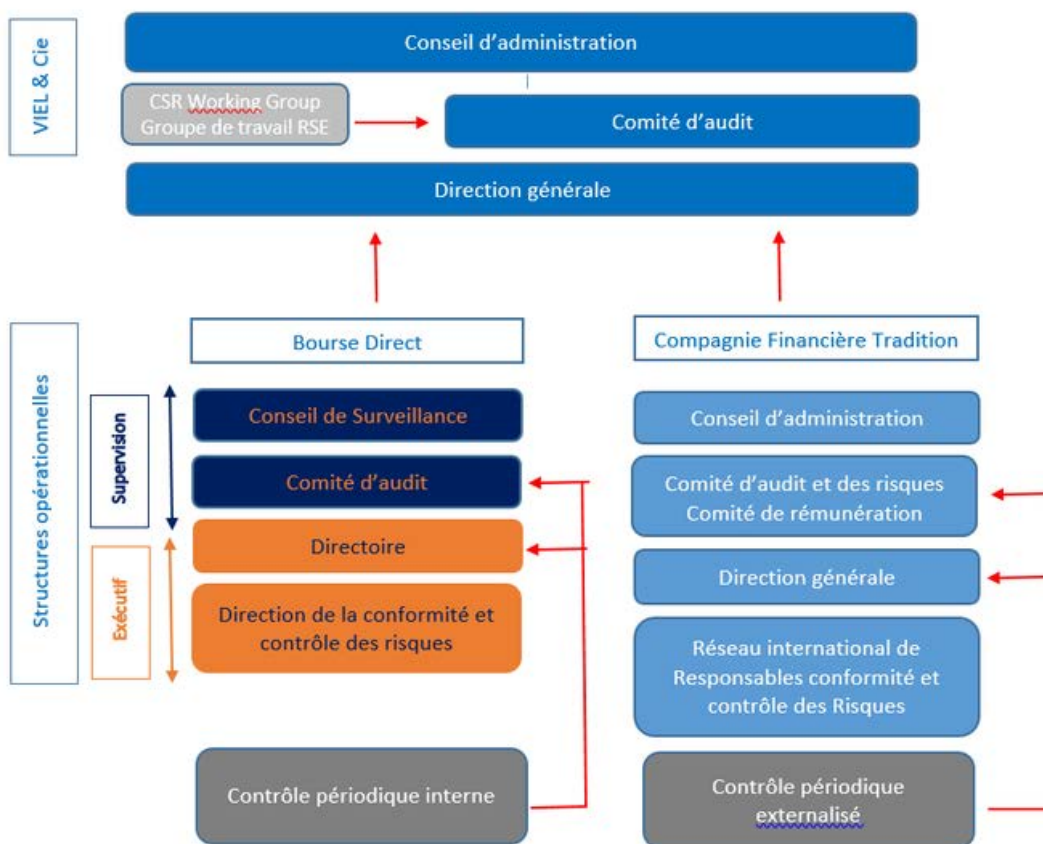 VIEL & Cie
Conseil d'administration
CSR Working Group
Groupe de travail RSE
Comité d'audit
Direction générale
Structures opérationnelles
Supervision
Exécutif
Bourse Direct
Conseil de Surveillance
Comité d'audit
Directoire
Direction de la conformité et
contrôle des risques
Contrôle périodique interne
Compagnie Financière Tradition
Conseil d'administration
Comité d'audit et des risques
Comité de rémunération
Direction générale
Réseau international de
Responsables conformité et
contrôle des Risques
Contrôle périodique
externalisé